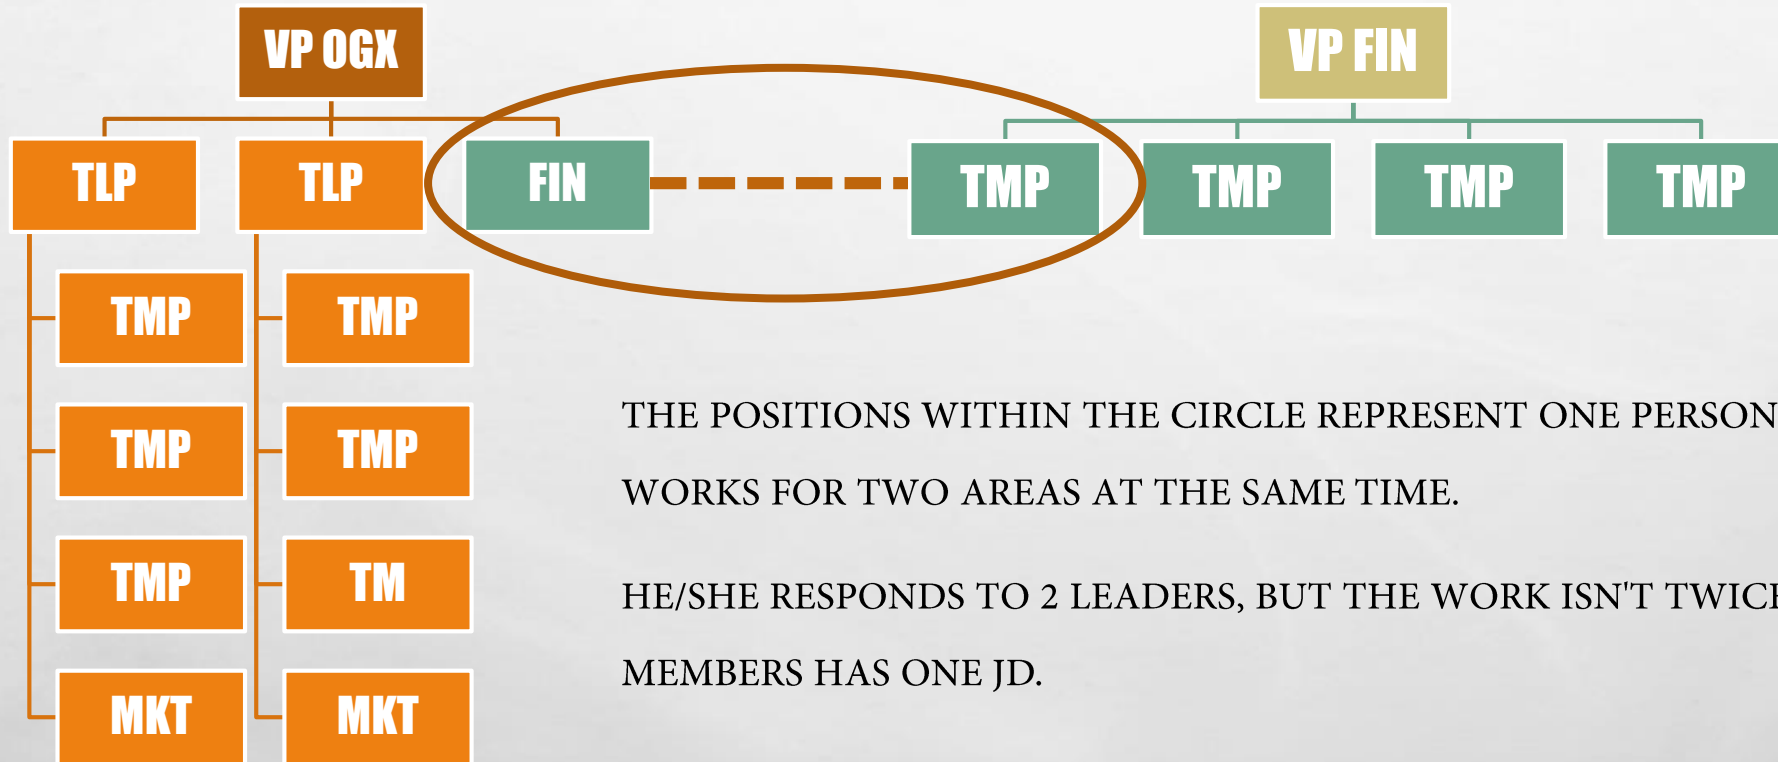 VP OGX
VP FIN
TLP
TLP
FIN
TMP
TMP
TMP
TMP
TMP
TMP
TMP
TMP
TMP
TM
MKT
MKT
THE POSITIONS WITHIN THE CIRCLE REPRESENT ONE PERSON
WORKS FOR TWO AREAS AT THE SAME TIME.
HE/SHE RESPONDS TO 2 LEADERS, BUT THE WORK ISN'T
MEMBERS HAS ONE JD.